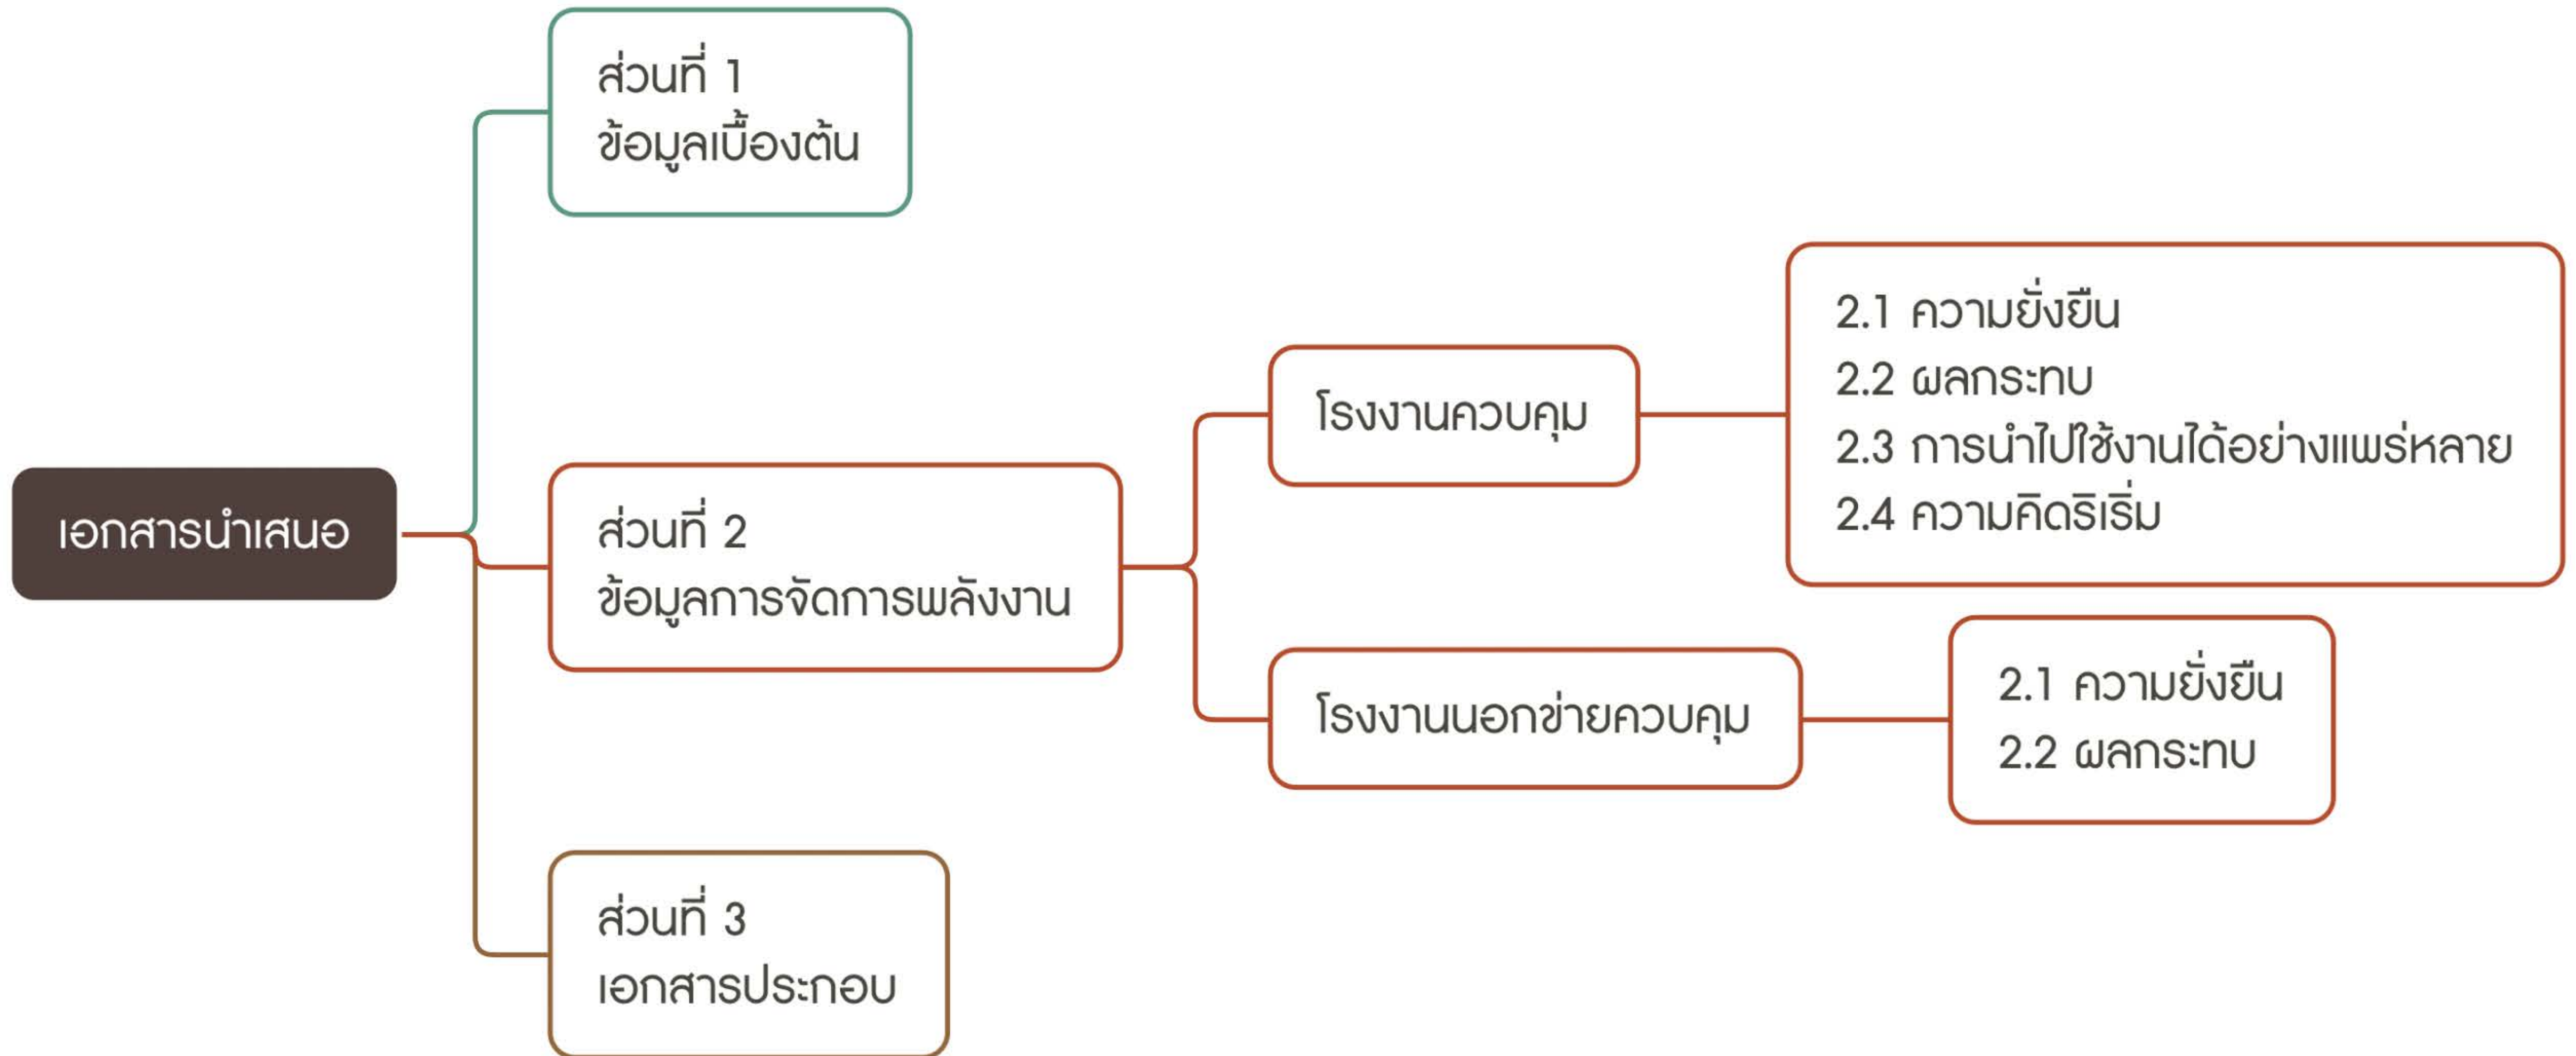 ส่วนที่ 1
ข้อมูลเบื้องต้น
เอกสารนำเสนอ
ส่วนที่ 2
ข้อมูลการจัดการพลังงาน
โรงงานควบคุม
2.1 ความยั่งยืน
2.2 ผลกระทบ
2.3 การนำไปใช้งานได้อย่างแพร่หลาย
2.4 ความคิดริเริ่ม
โรงงานนอกข่ายควบคุม
2.1 ความยั่งยืน
2.2 ผลกระทบ
ส่วนที่ 3
เอกสารประกอบ